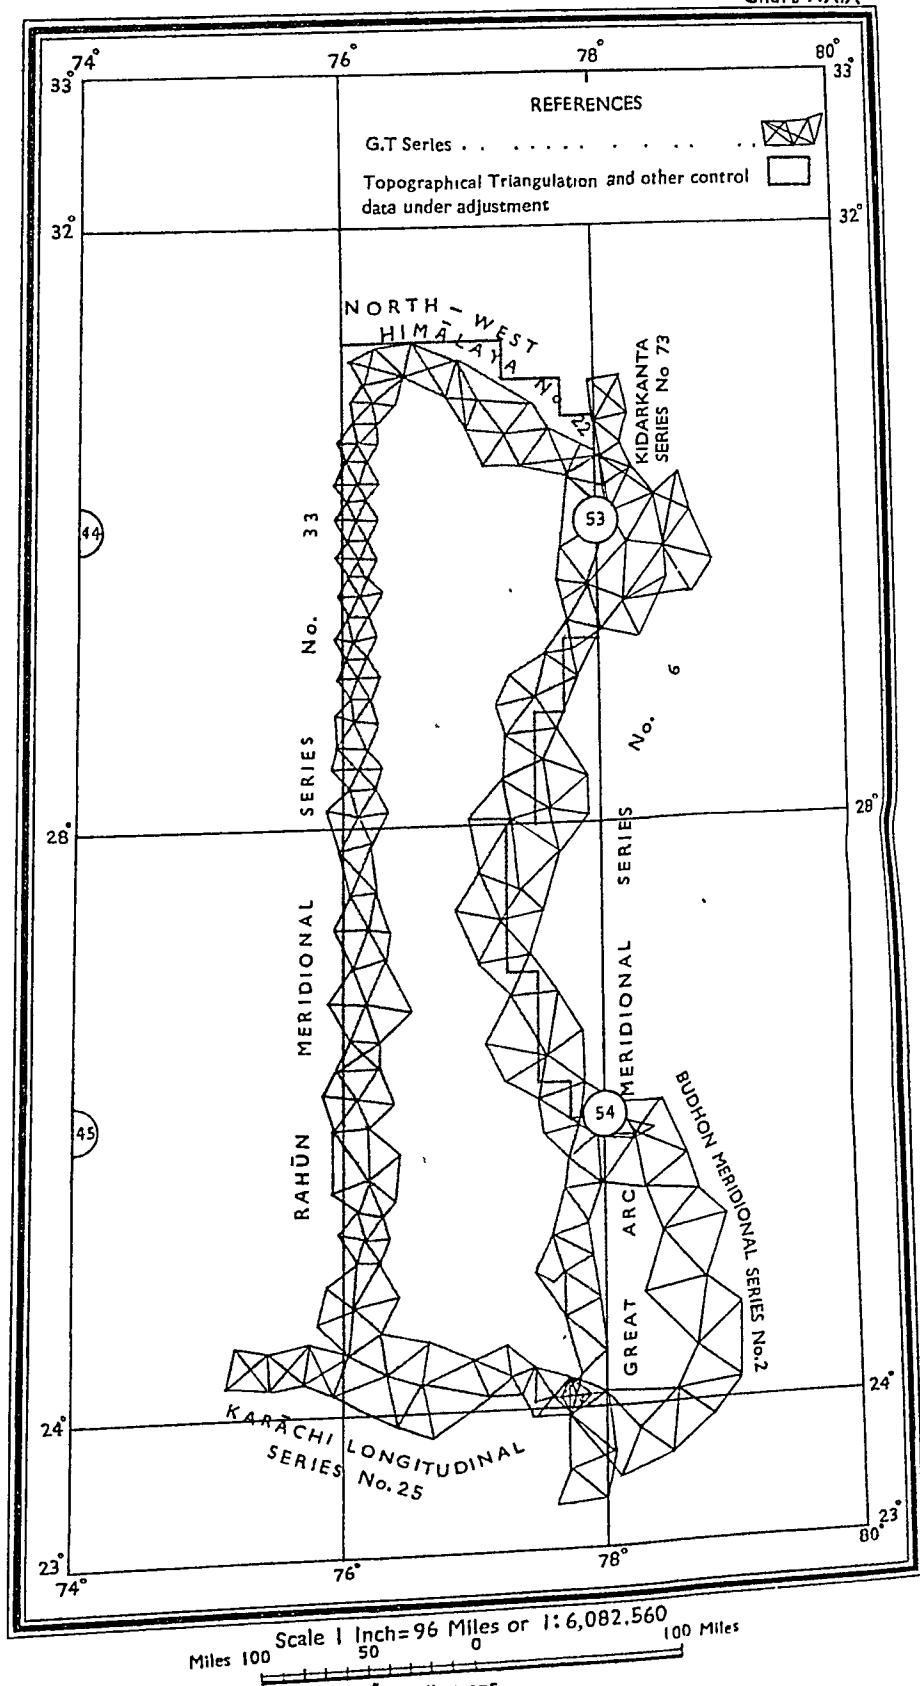 74°
76°
78°
80°
33°
33°
REFERENCES
G.T Series . . . . . . . . . . . . .
Topographical Triangulation and other control
data under adjustment
32°
32°
NORTH-WEST
HIMĀLAYA No. 22
KIDARKANTA
SERIES No 73
44
53
RAHŪN MERIDIONAL SERIES No. 33
GREAT ARC MERIDIONAL SERIES No. 6
28°
28°
45
54
BUDHON MERIDIONAL SERIES No.2
24°
24°
KARĀCHI LONGITUDINAL
SERIES No.25
23°
23°
74°
76°
78°
80°
Scale 1 Inch=96 Miles or 1:6,082,560
Miles 100 50 0 100 Miles